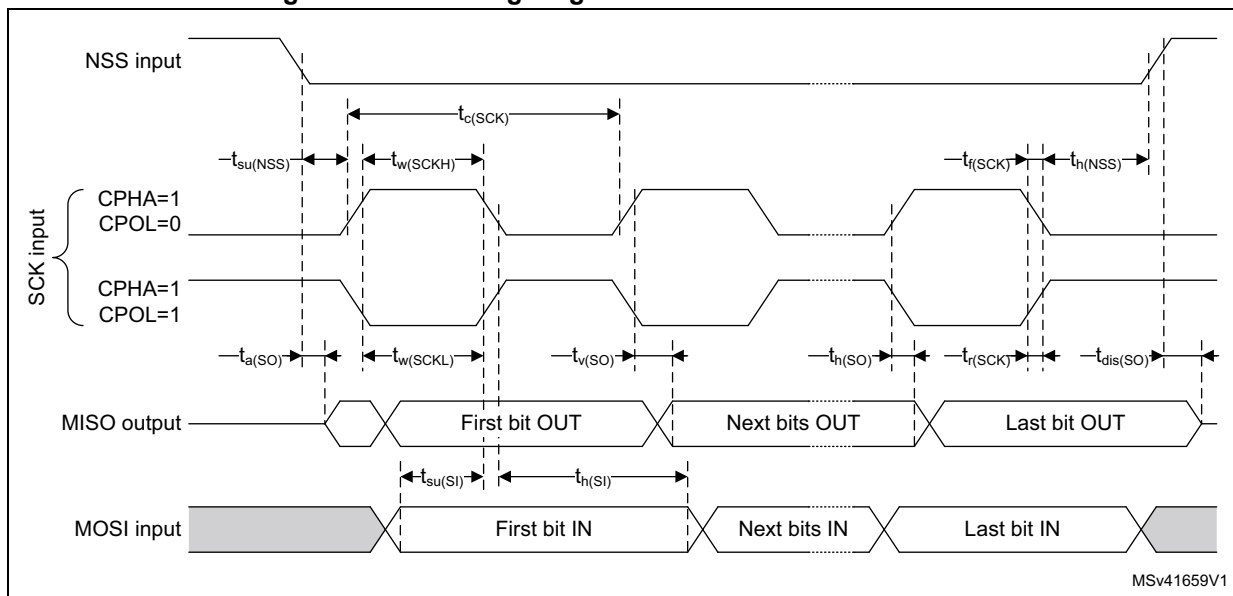 NSS input
tc(SCK)
tsu(NSS) tw(SCKH) tf(SCK) th(NSS)
SCK input
CPHA=1
CPOL=0
CPHA=1
CPOL=1
ta(SO) tw(SCKL) tv(SO) th(SO) tr(SCK) tdis(SO)
MISO output First bit OUT Next bits OUT Last bit OUT
tsu(SI) th(SI)
MOSI input First bit IN Next bits IN Last bit IN
MSv41659V1